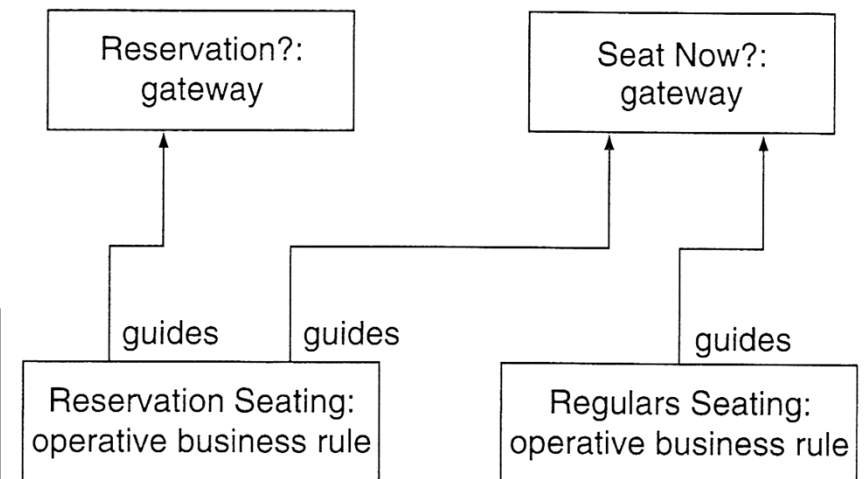 Reservation?:
gateway
Seat Now?:
gateway
guides
guides
guides
Reservation Seating:
operative business rule
Regulars Seating:
operative business rule